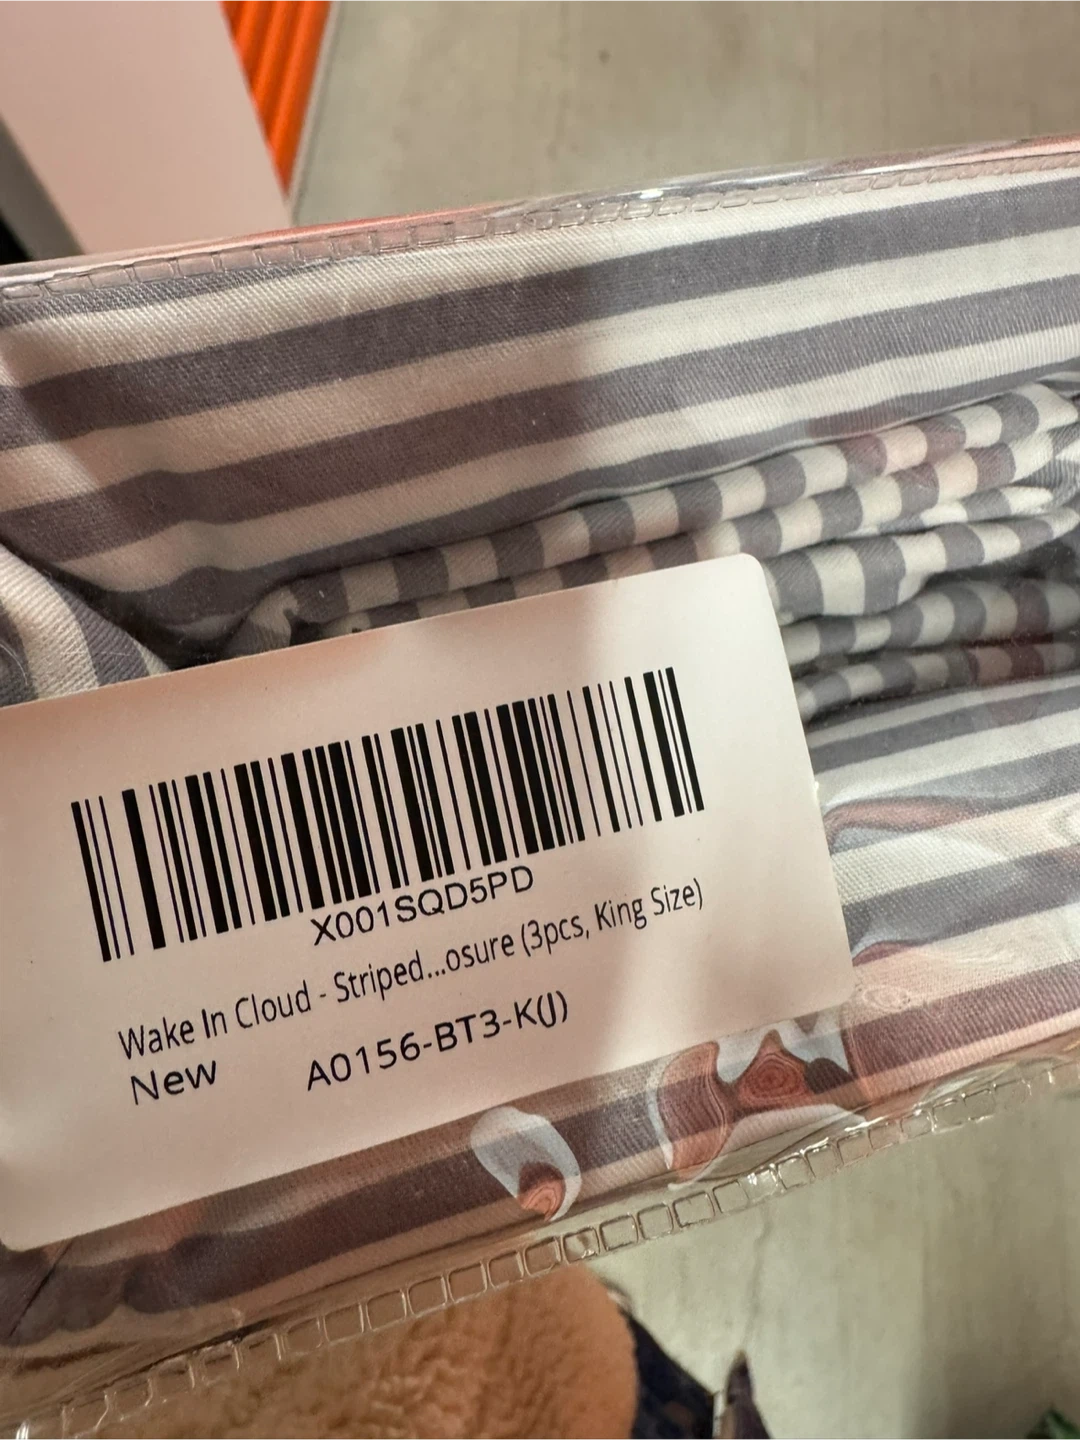 X001SQD5PD
Wake In Cloud - Striped...osure (3pcs, King Size)
New A0156-BT3-K(J)